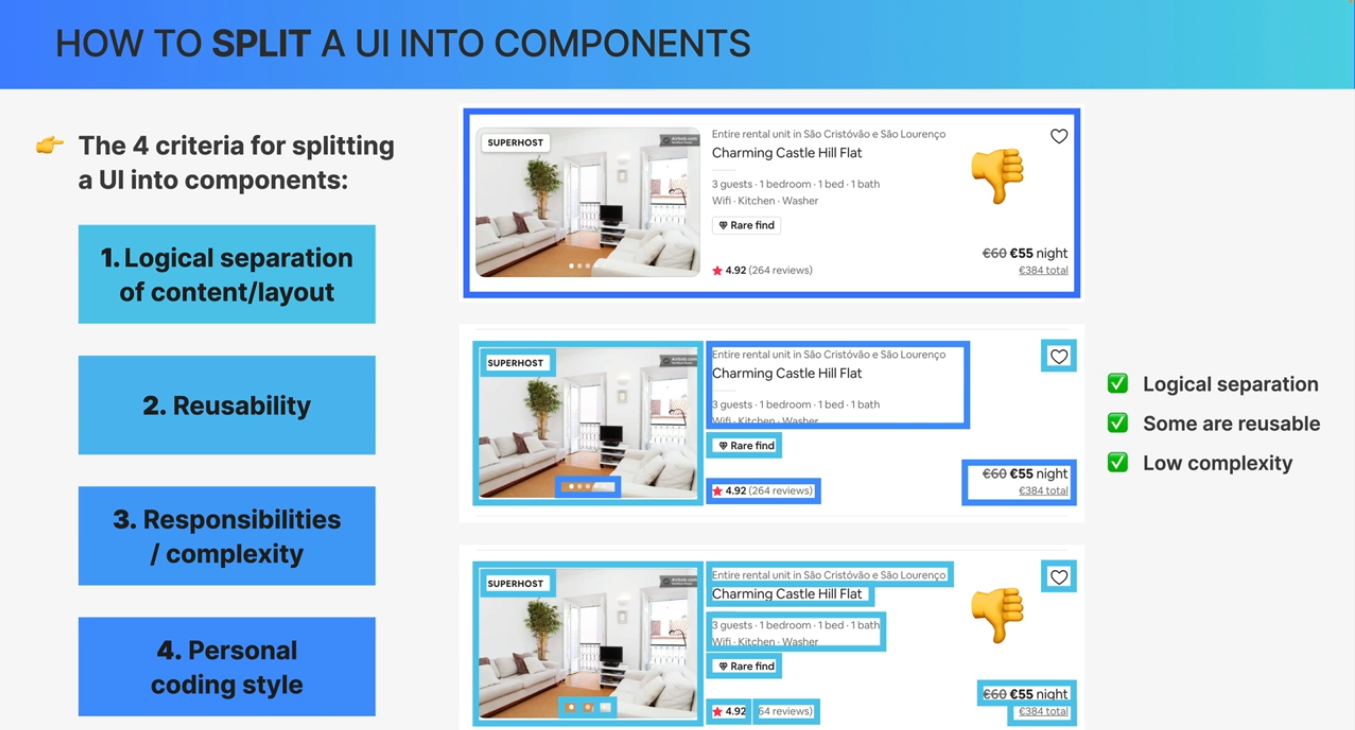 HOW TO SPLIT A UI INTO COMPONENTS
The 4 criteria for splitting
a UI into components:
1. Logical separation
of content/layout
2. Reusability
3. Responsibilities
/ complexity
4. Personal
coding style
SUPERHOST
Entire rental unit in São Cristóvão e São Lourenço
Charming Castle Hill Flat
3 guests · 1 bedroom · 1 bed · 1 bath
Wifi · Kitchen · Washer
Rare find
4.92 (264 reviews)
€60 €55 night
€384 total
SUPERHOST
Entire rental unit in São Cristóvão e São Lourenço
Charming Castle Hill Flat
3 guests · 1 bedroom · 1 bed · 1 bath
Wifi · Kitchen · Washer
Rare find
4.92 (264 reviews)
€60 €55 night
€384 total
Logical separation
Some are reusable
Low complexity
SUPERHOST
Entire rental unit in São Cristóvão e São Lourenço
Charming Castle Hill Flat
3 guests · 1 bedroom · 1 bed · 1 bath
Wifi · Kitchen · Washer
Rare find
4.92 64 reviews)
€60 €55 night
€384 total